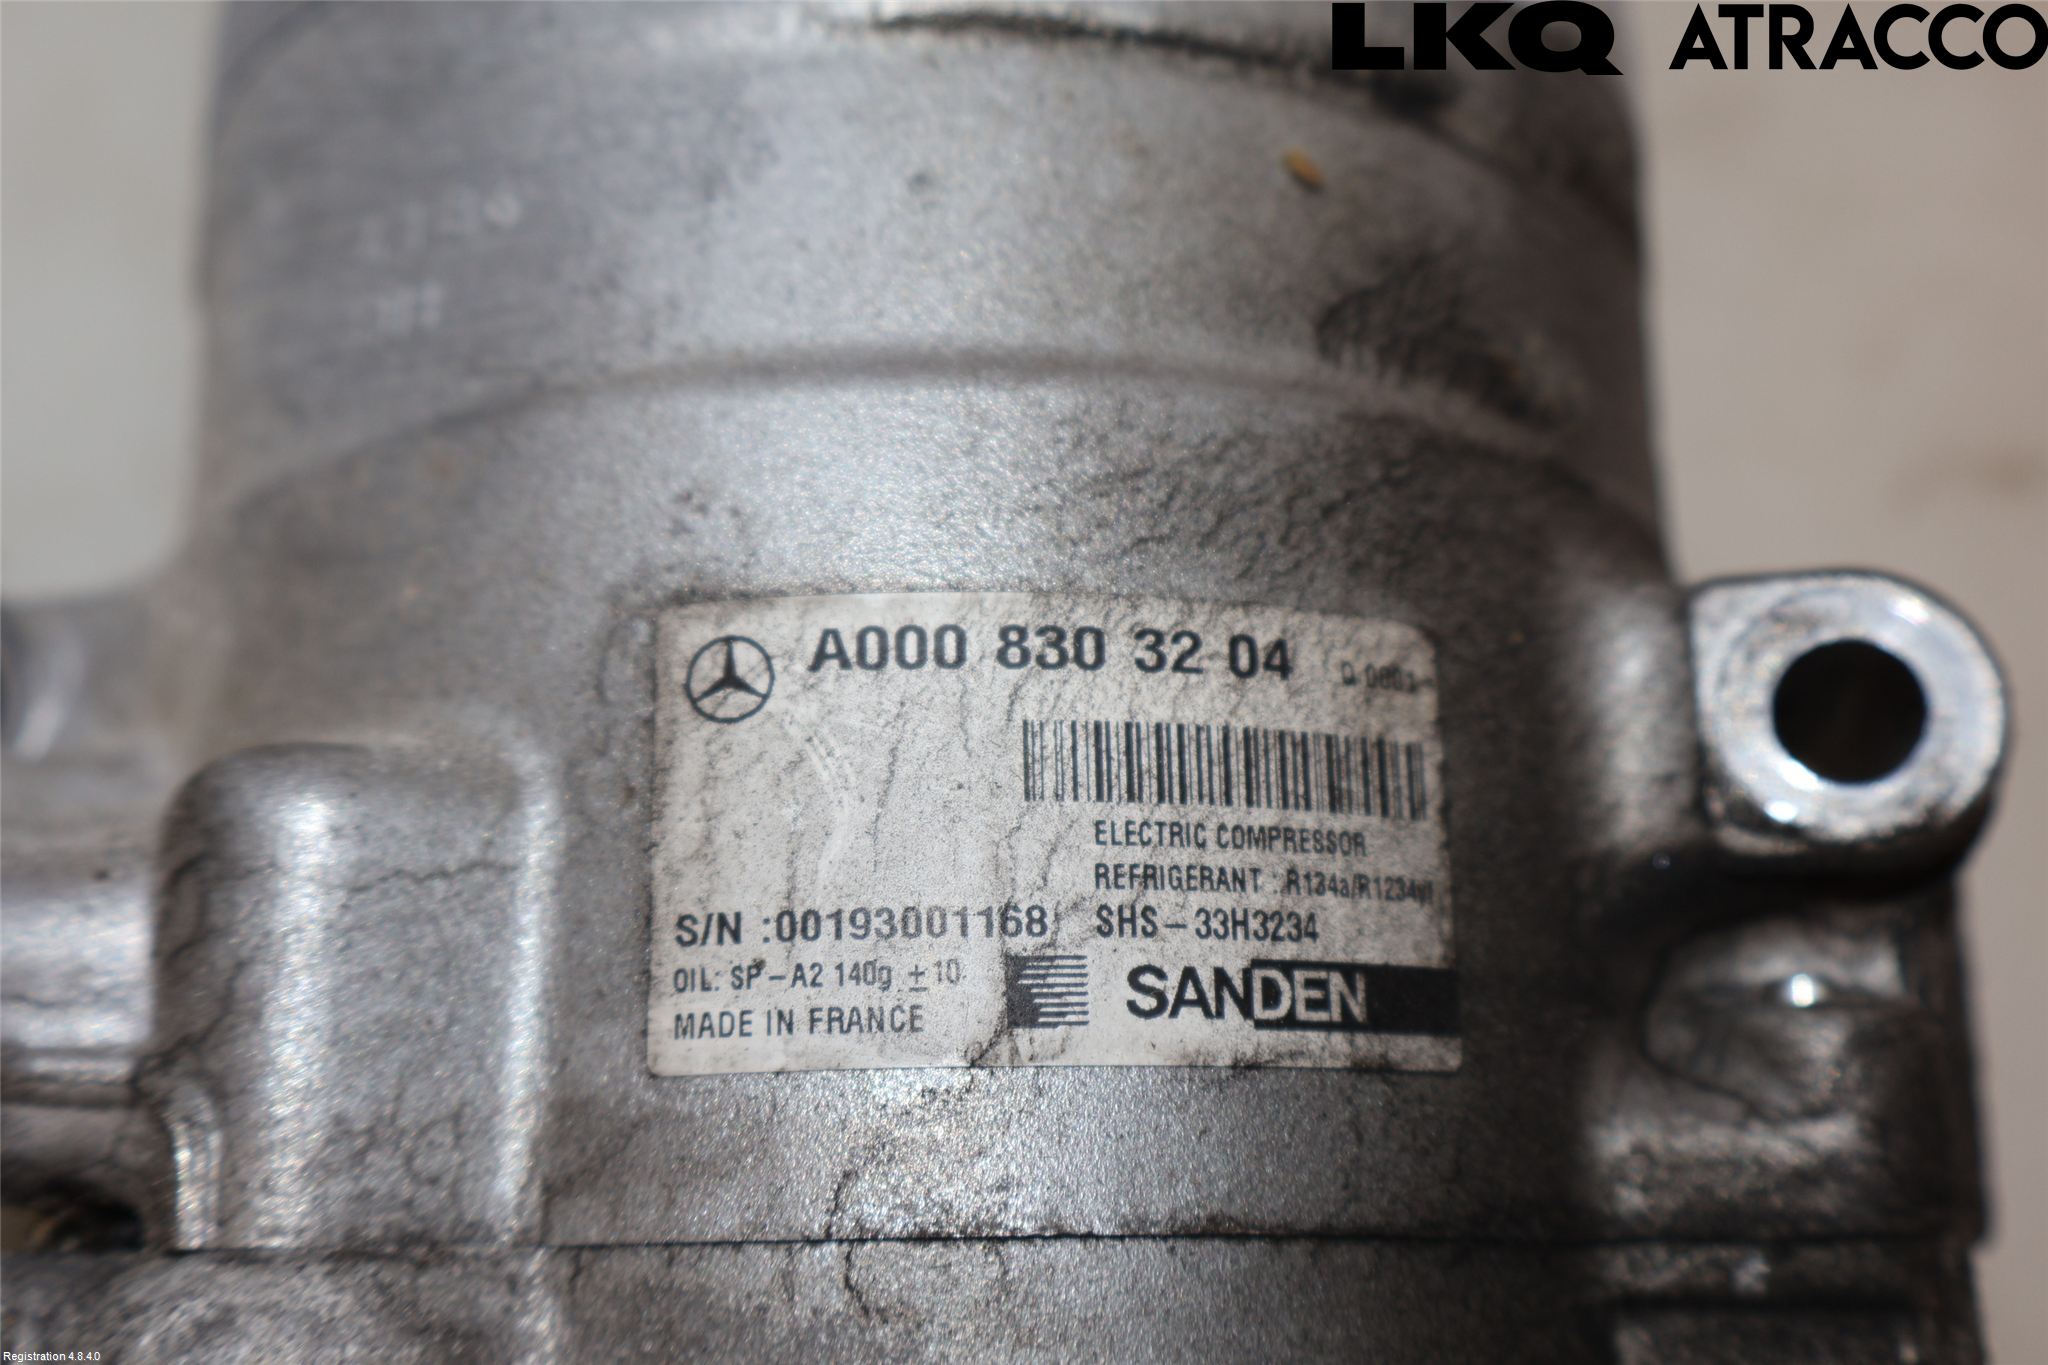 LKQ ATRACCO
A000 830 32 04
ELECTRIC COMPRESSOR
REFRIGERANT : R134a/R1234yf
S/N :00193001168 SHS-33H3234
OIL: SP-A2 140g ±10
SANDEN
MADE IN FRANCE
Registration 4.8.4.0